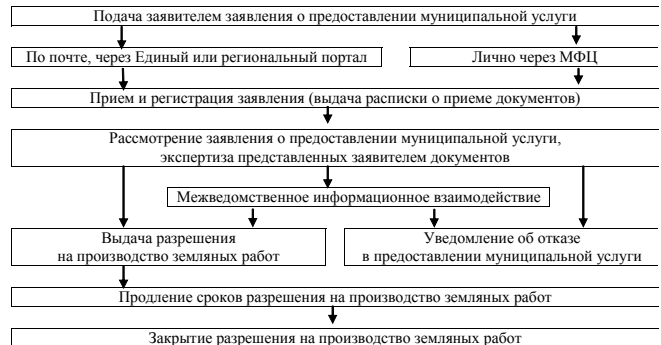 Подача заявителем заявления о предоставлении муниципальной услуги
По почте, через Единый или региональный портал
Лично через МФЦ
Прием и регистрация заявления (выдача расписки о приеме документов)
Рассмотрение заявления о предоставлении муниципальной услуги,
экспертиза представленных заявителем документов
Межведомственное информационное взаимодействие
Выдача разрешения
на производство земляных работ
Уведомление об отказе
в предоставлении муниципальной услуги
Продление сроков разрешения на производство земляных работ
Закрытие разрешения на производство земляных работ